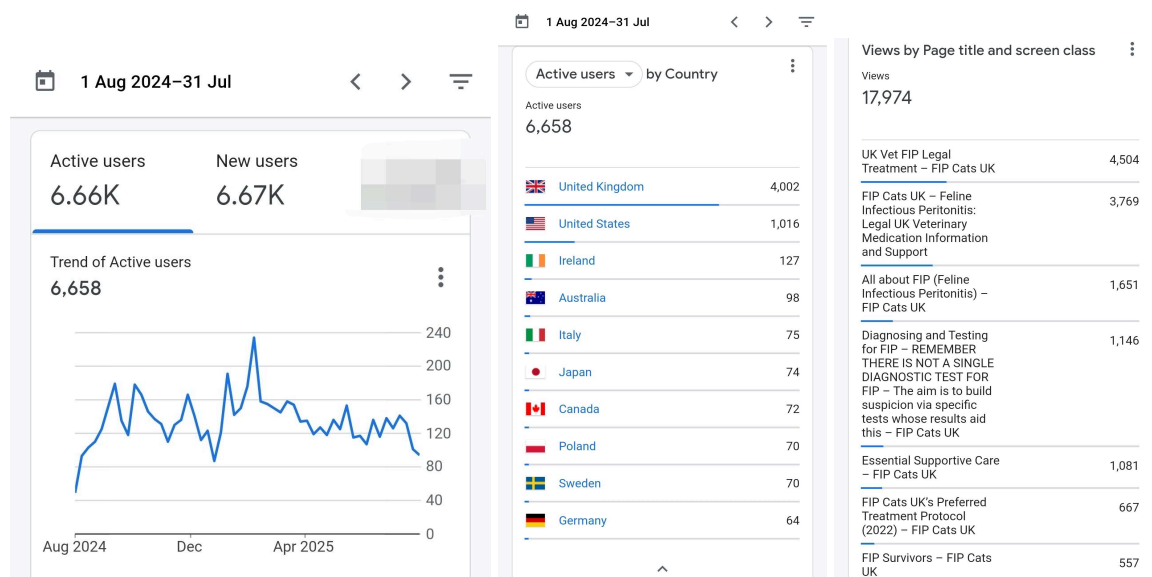 1 Aug 2024–31 Jul
Active users
6.66K
New users
6.67K
Trend of Active users
6,658
240
200
160
120
80
40
0
Aug 2024
Dec
Apr 2025
1 Aug 2024–31 Jul
Active users by Country
Active users
6,658
United Kingdom 4,002
United States 1,016
Ireland 127
Australia 98
Italy 75
Japan 74
Canada 72
Poland 70
Sweden 70
Germany 64
Views by Page title and screen class
Views
17,974
UK Vet FIP Legal
Treatment – FIP Cats UK
4,504
FIP Cats UK – Feline
Infectious Peritonitis:
Legal UK Veterinary
Medication Information
and Support
3,769
All about FIP (Feline
Infectious Peritonitis) –
FIP Cats UK
1,651
Diagnosing and Testing
for FIP – REMEMBER
THERE IS NOT A SINGLE
DIAGNOSTIC TEST FOR
FIP – The aim is to build
suspicion via specific
tests whose results aid
this – FIP Cats UK
1,146
Essential Supportive Care
– FIP Cats UK
1,081
FIP Cats UK's Preferred
Treatment Protocol
(2022) – FIP Cats UK
667
FIP Survivors – FIP Cats
UK
557